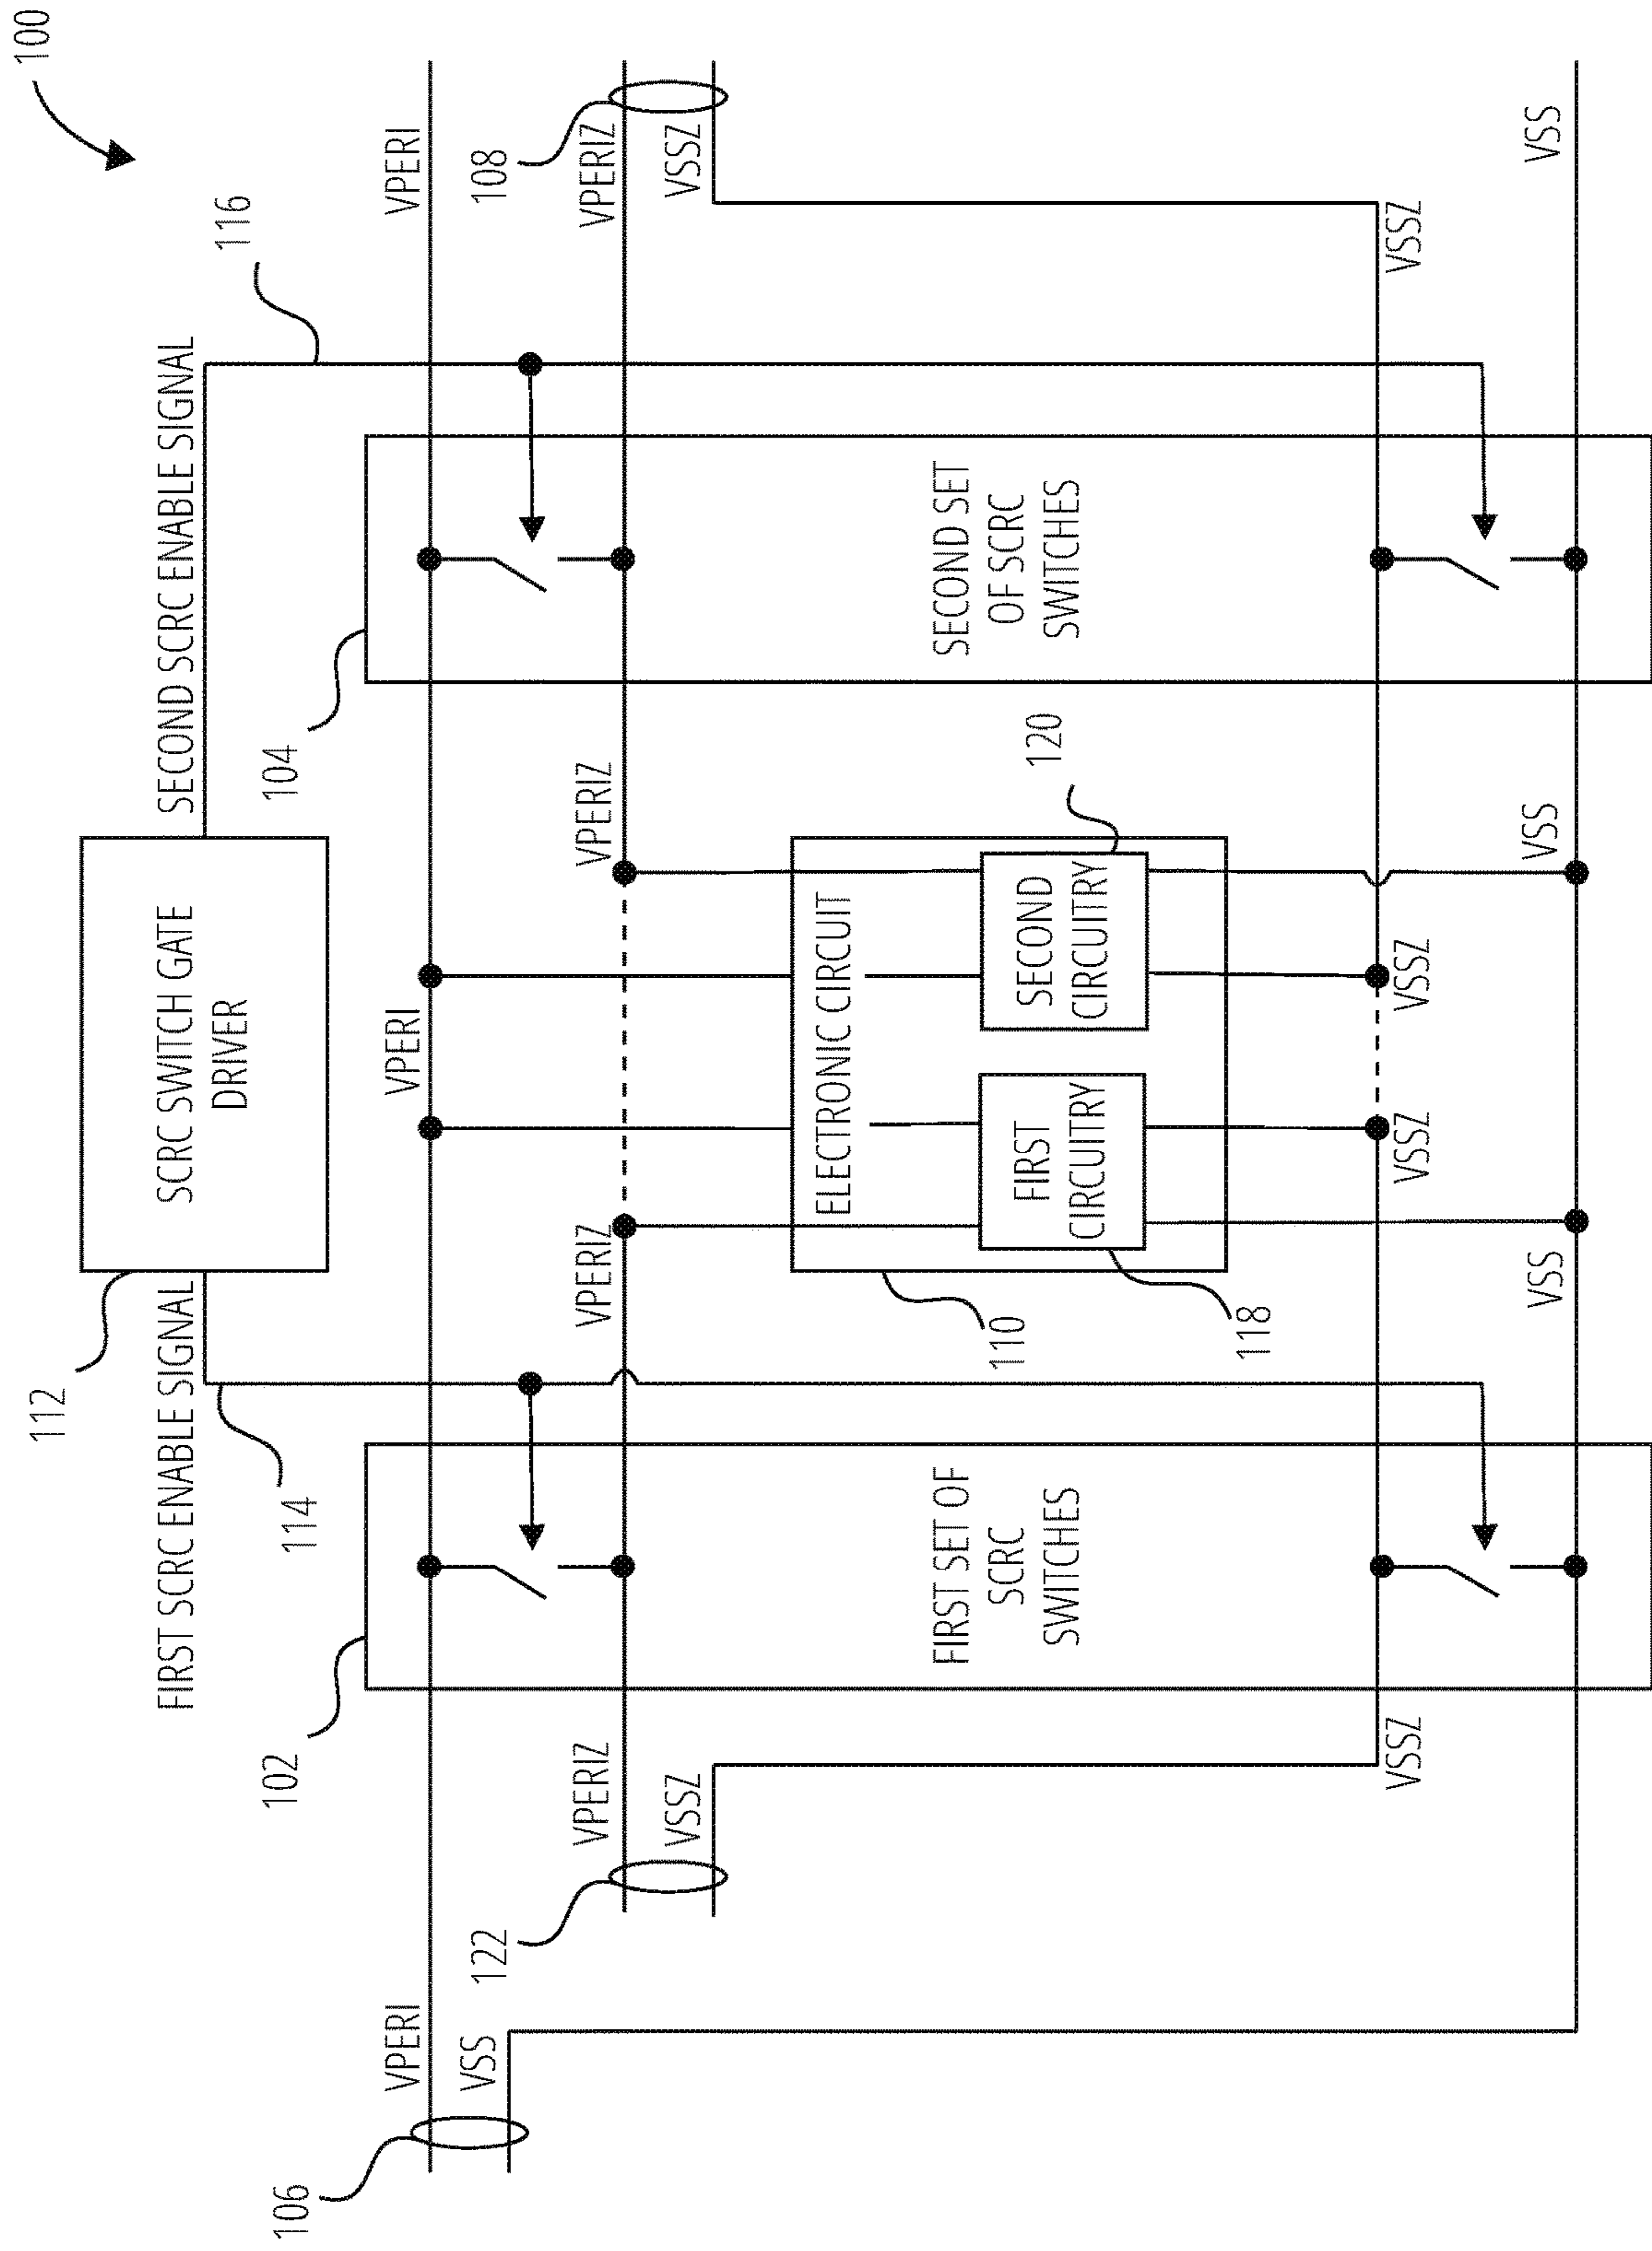 100
112
FIRST SCRC ENABLE SIGNAL
SCRC SWITCH GATE
DRIVER
SECOND SCRC ENABLE SIGNAL
116
106
102
114
104
VPERI
VPERI
VPERI
VSS
122
108
VPERIZ
VPERIZ
VPERIZ
VPERIZ
VSSZ
VSSZ
ELECTRONIC CIRCUIT
FIRST SET OF
SCRC
SWITCHES
110
FIRST
CIRCUITRY
SECOND
CIRCUITRY
120
SECOND SET
OF SCRC
SWITCHES
118
VSSZ
VSSZ
VSSZ
VSSZ
VSS
VSS
VSS